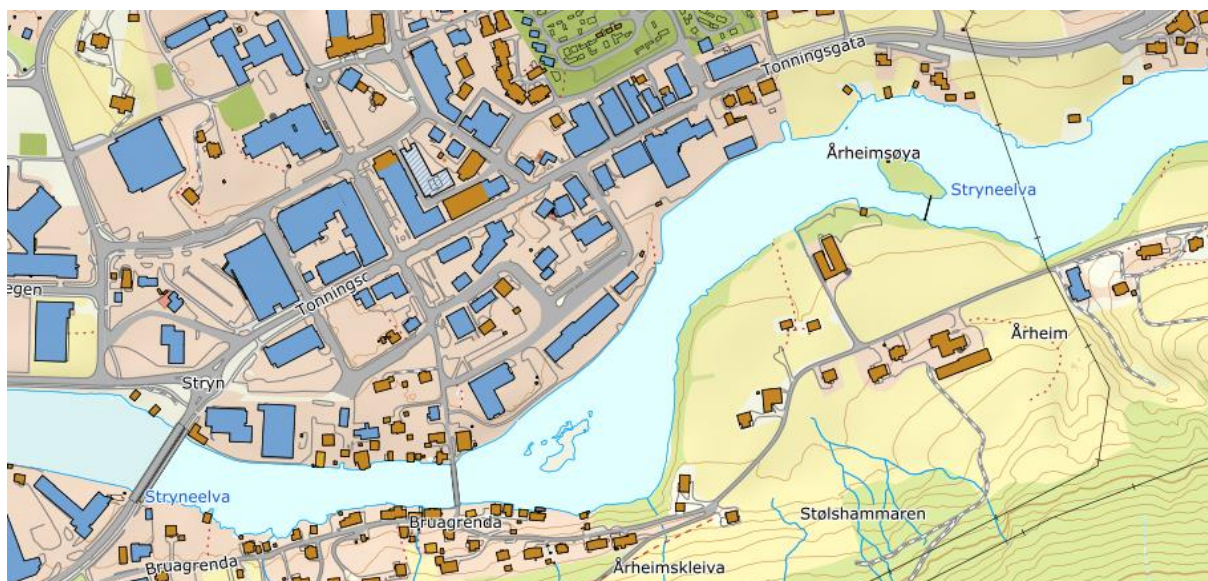 Tonningsgata
Årheimsøya
Stryneelva
egen
Tonningsc
Årheim
Stryn
Stryneelva
Bruagrenda
Stølshammaren
Bruagrenda
Årheimskleiva